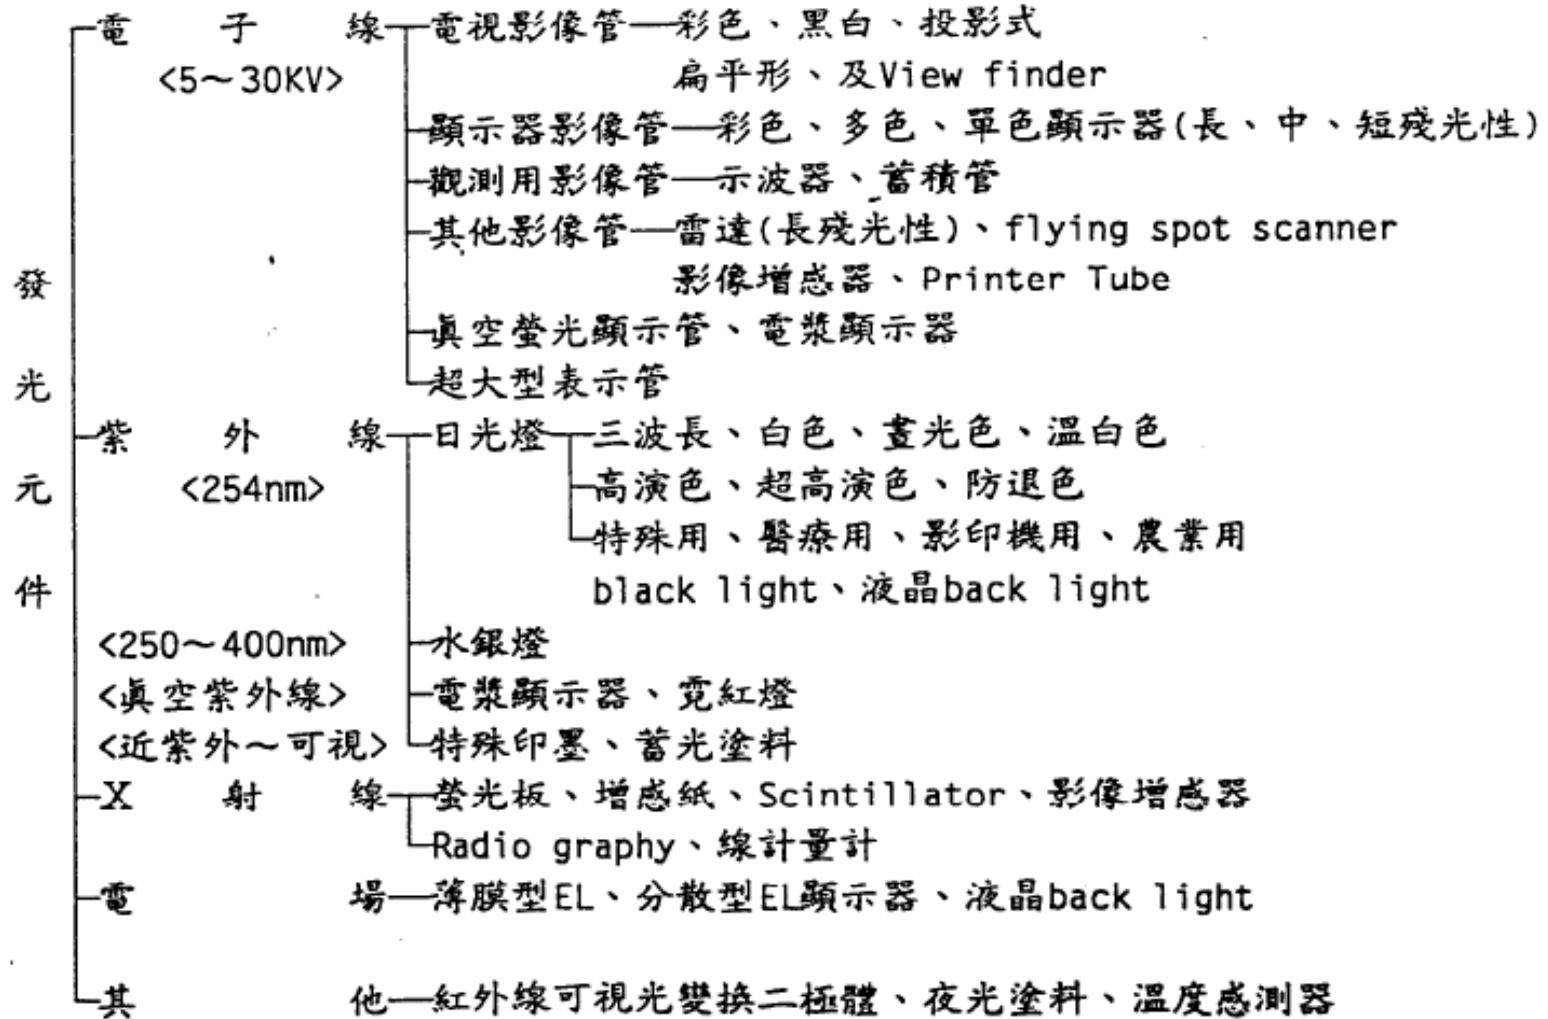 電子線 電視影像管 彩色、黑白、投影式
<5～30KV> 扁平形、及View finder
顯示器影像管 彩色、多色、單色顯示器(長、中、短殘光性)
觀測用影像管 示波器、蓄積管
其他影像管 雷達(長殘光性)、flying spot scanner
影像增感器、Printer Tube
真空螢光顯示管、電漿顯示器
超大型表示管
發光元件
紫外線 日光燈 三波長、白色、晝光色、溫白色
<254nm> 高演色、超高演色、防退色
特殊用、醫療用、影印機用、農業用
black light、液晶back light
<250～400nm> 水銀燈
<真空紫外線> 電漿顯示器、霓紅燈
<近紫外～可視> 特殊印墨、蓄光塗料
X射線 螢光板、增感紙、Scintillator、影像增感器
Radio graphy、線計量計
電場 薄膜型EL、分散型EL顯示器、液晶back light
其他 紅外線可視光變換二極體、夜光塗料、溫度感測器